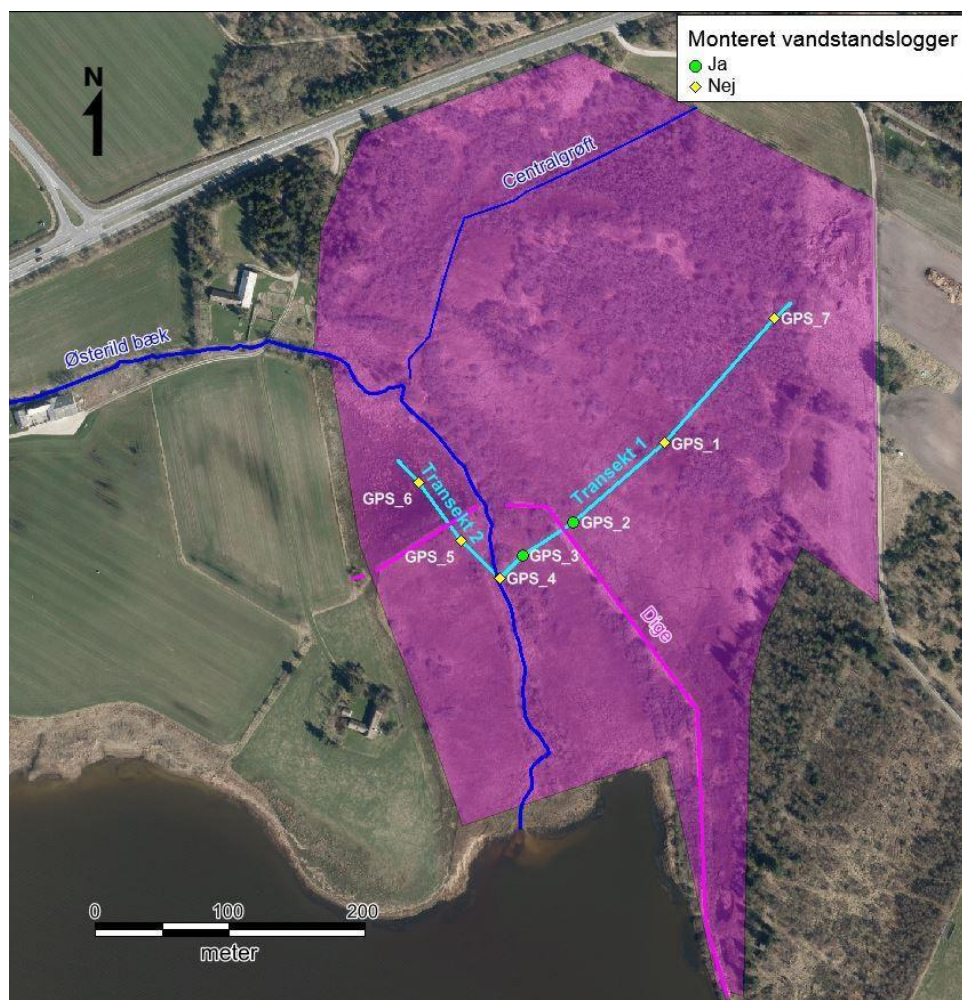 Monteret vandstandslogger
Ja
Nej
N
Centralgrøft
Østerild bæk
GPS_7
GPS_1
Transekt 1
GPS_2
GPS_6
Transekt 2
GPS_5
GPS_3
GPS_4
Dige
0 100 200
meter